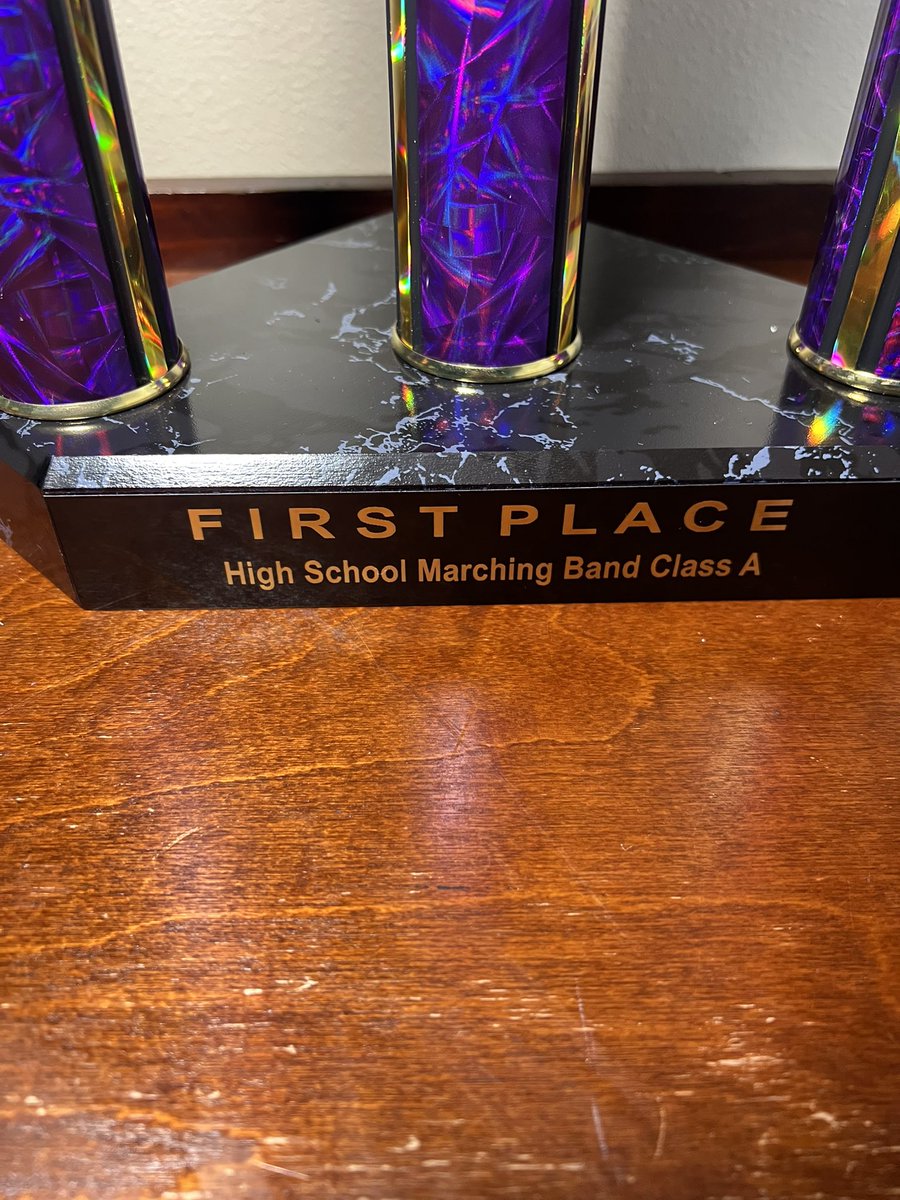 FIRST PLACE
High School Marching Band Class A